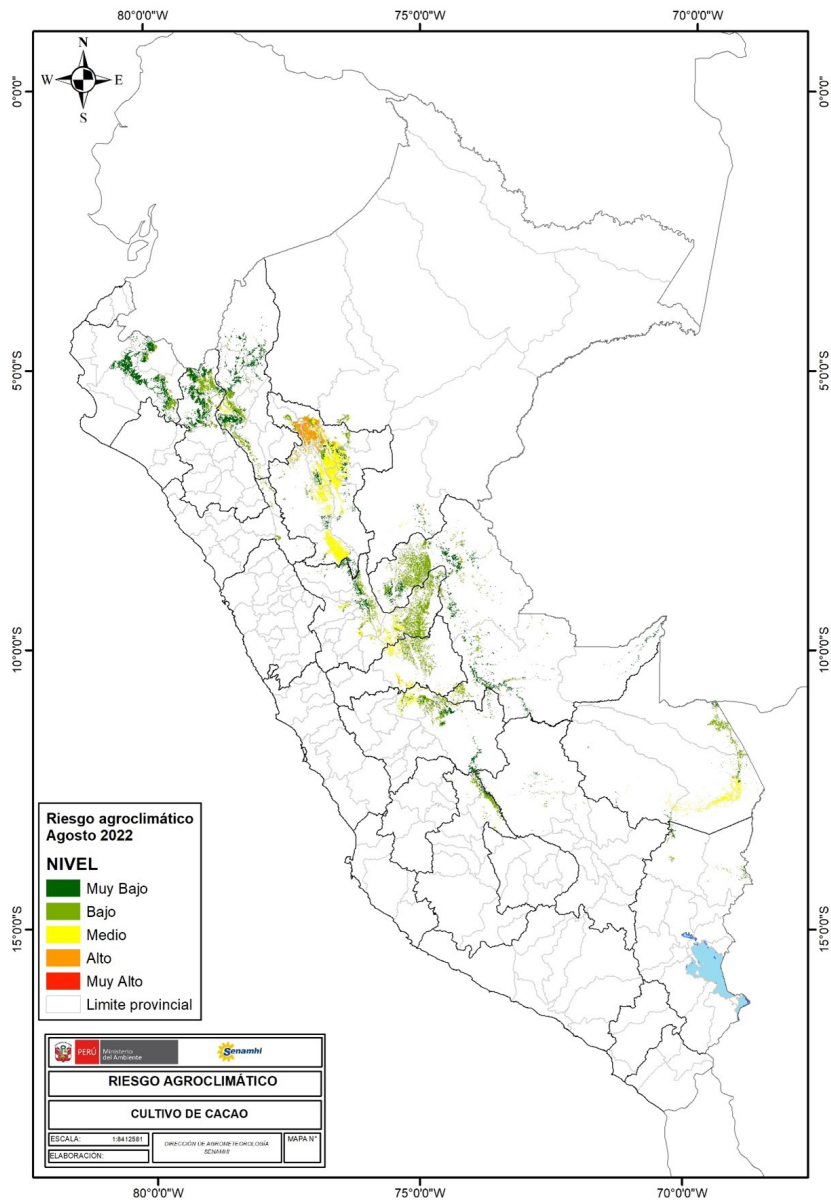 80°0'0"W 75°0'0"W 70°0'0"W
N
W E
S
0°0'0" 0°0'0"
5°0'0"S 5°0'0"S
10°0'0"S 10°0'0"S
15°0'0"S 15°0'0"S
Riesgo agroclimático
Agosto 2022
NIVEL
Muy Bajo
Bajo
Medio
Alto
Muy Alto
Limite provincial
PERÚ Ministerio
del Ambiente
Senamhi
RIESGO AGROCLIMÁTICO
CULTIVO DE CACAO
ESCALA: 1:8412581
ELABORACIÓN:
DIRECCIÓN DE AGROMETEOROLOGÍA
SENAMHI
MAPA N°
80°0'0"W 75°0'0"W 70°0'0"W